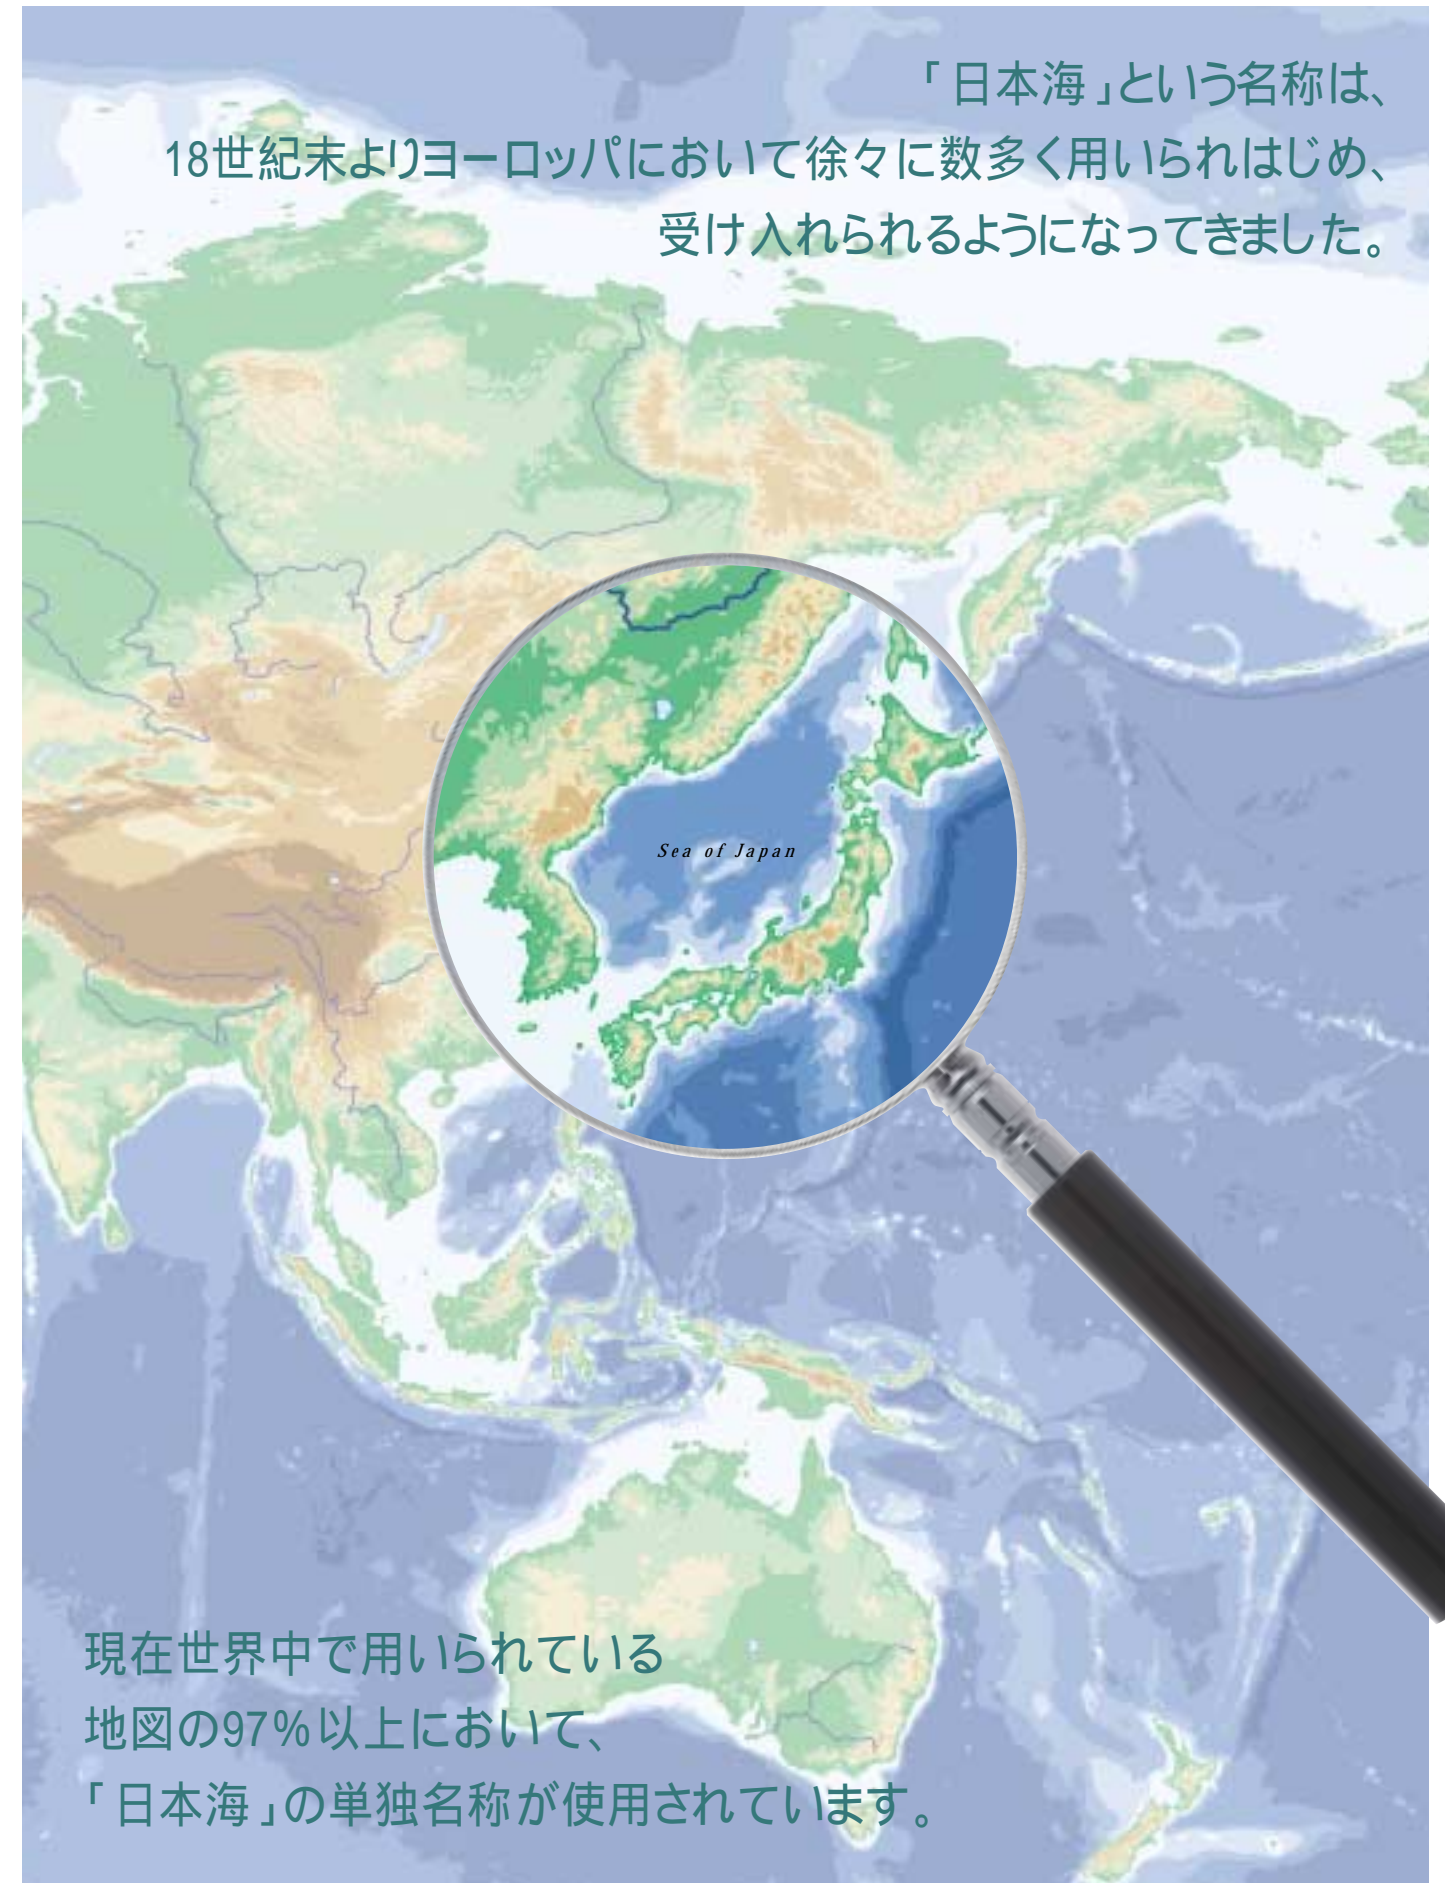 「日本海」という名称は、
18世紀末よりヨーロッパにおいて徐々に数多く用いられはじめ、
受け入れられるようになってきました。
Sea of Japan
現在世界中で用いられている
地図の97％以上において、
「日本海」の単独名称が使用されています。